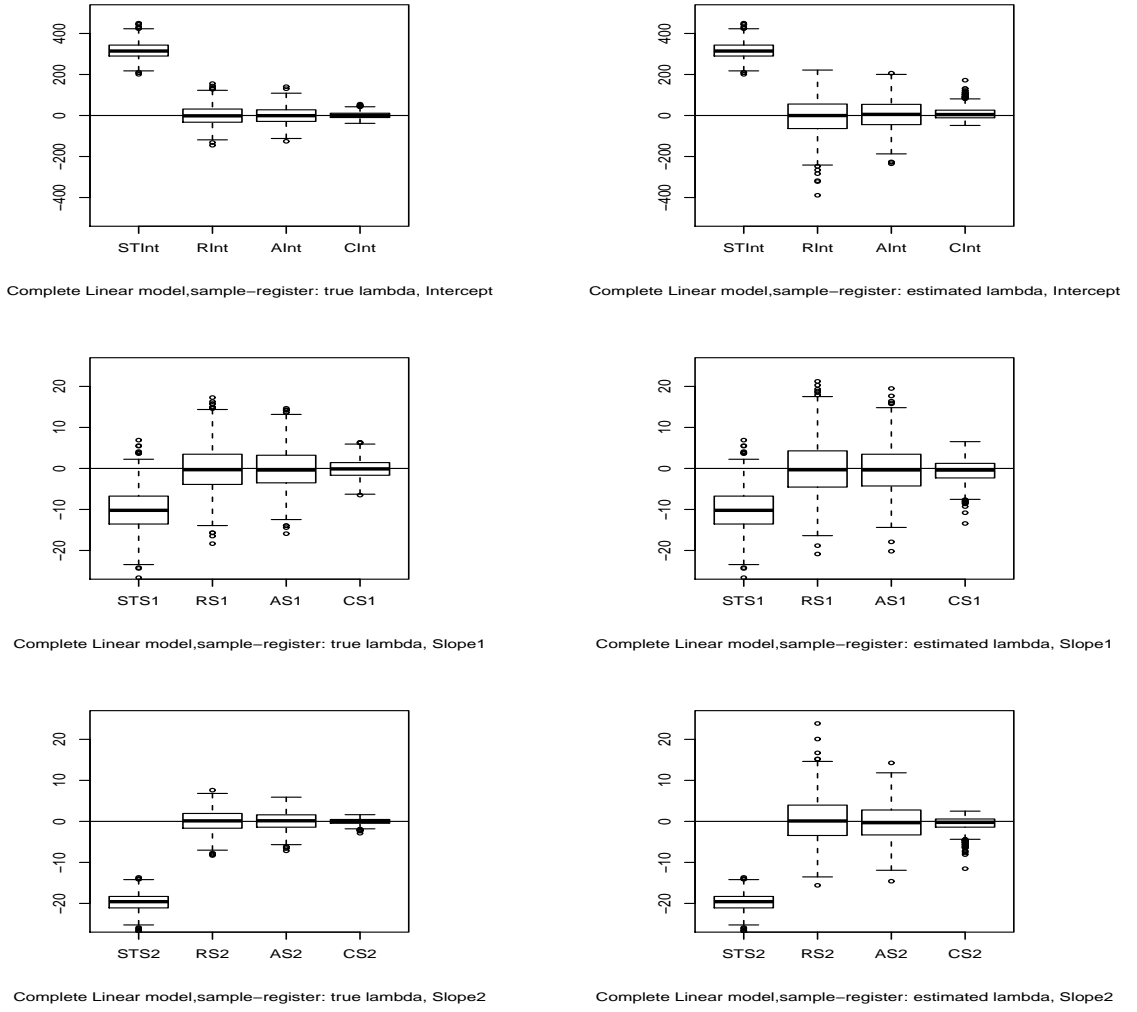 400
200
0
−200
−400
STInt RInt AInt CInt
Complete Linear model,sample−register: true lambda, Intercept
400
200
0
−200
−400
STInt RInt AInt CInt
Complete Linear model,sample−register: estimated lambda, Intercept
20
10
0
−10
−20
STS1 RS1 AS1 CS1
Complete Linear model,sample−register: true lambda, Slope1
20
10
0
−10
−20
STS1 RS1 AS1 CS1
Complete Linear model,sample−register: estimated lambda, Slope1
20
10
0
−10
−20
STS2 RS2 AS2 CS2
Complete Linear model,sample−register: true lambda, Slope2
20
10
0
−10
−20
STS2 RS2 AS2 CS2
Complete Linear model,sample−register: estimated lambda, Slope2